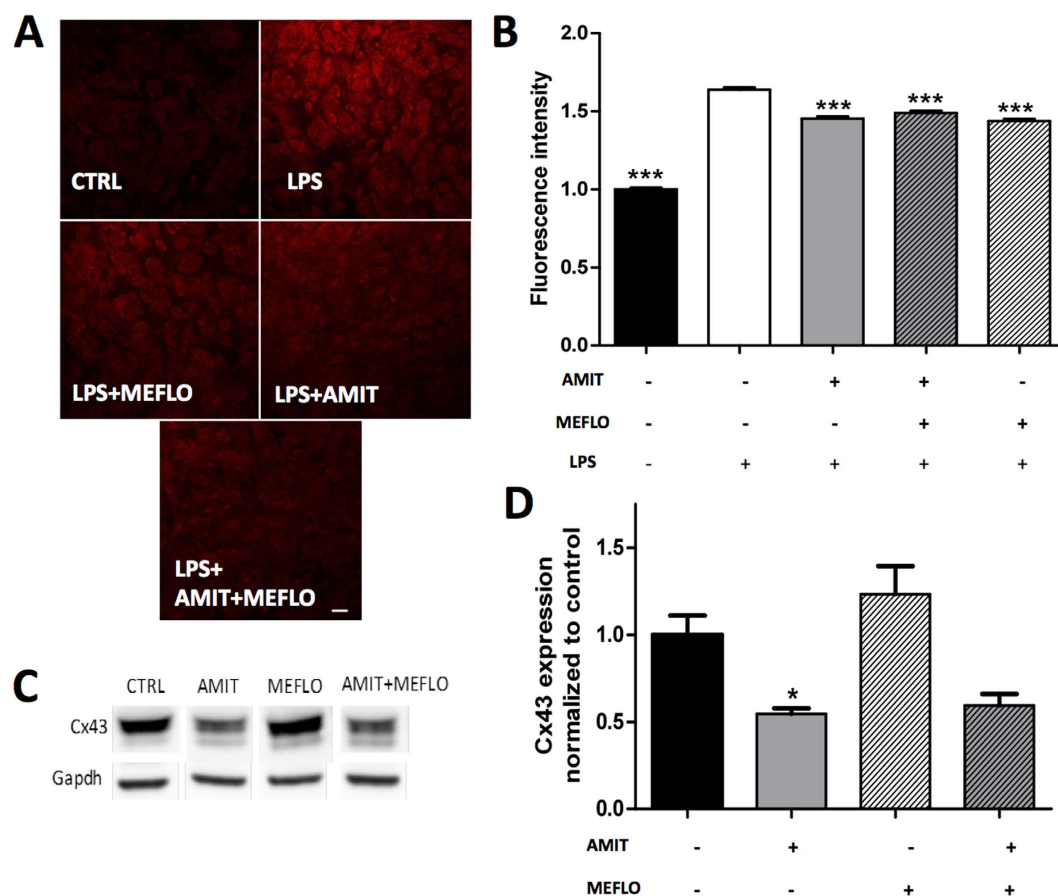 A
CTRL
LPS
LPS+MEFLO
LPS+AMIT
LPS+
AMIT+MEFLO
B
Fluorescence intensity
2.0
1.5
1.0
0.5
0.0
***
***
***
***
AMIT - - + + -
MEFLO - - - + +
LPS - + + + +
C
CTRL AMIT MEFLO AMIT+MEFLO
Cx43
Gapdh
D
Cx43 expression
normalized to control
1.5
1.0
0.5
0.0
*
AMIT - + - +
MEFLO - - + +